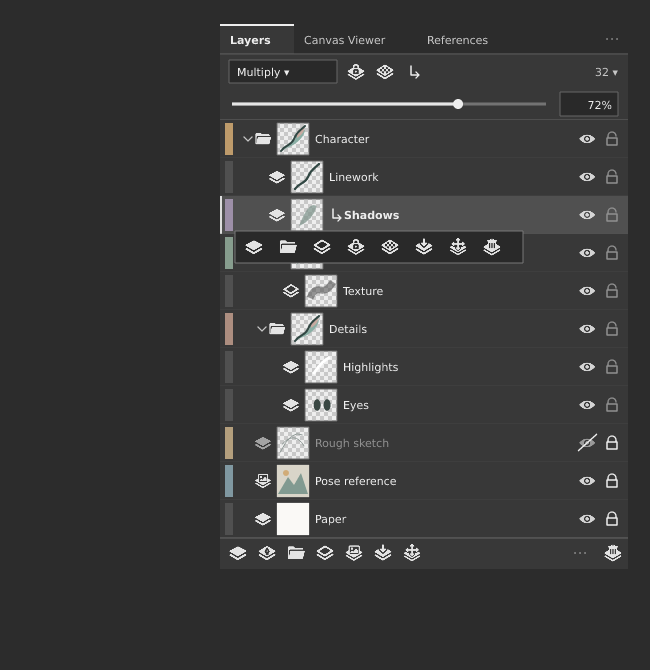 Layers Canvas Viewer References ...
Multiply ▾ 32 ▾
72%
Character
Linework
Shadows
Texture
Details
Highlights
Eyes
Rough sketch
Pose reference
Paper
...